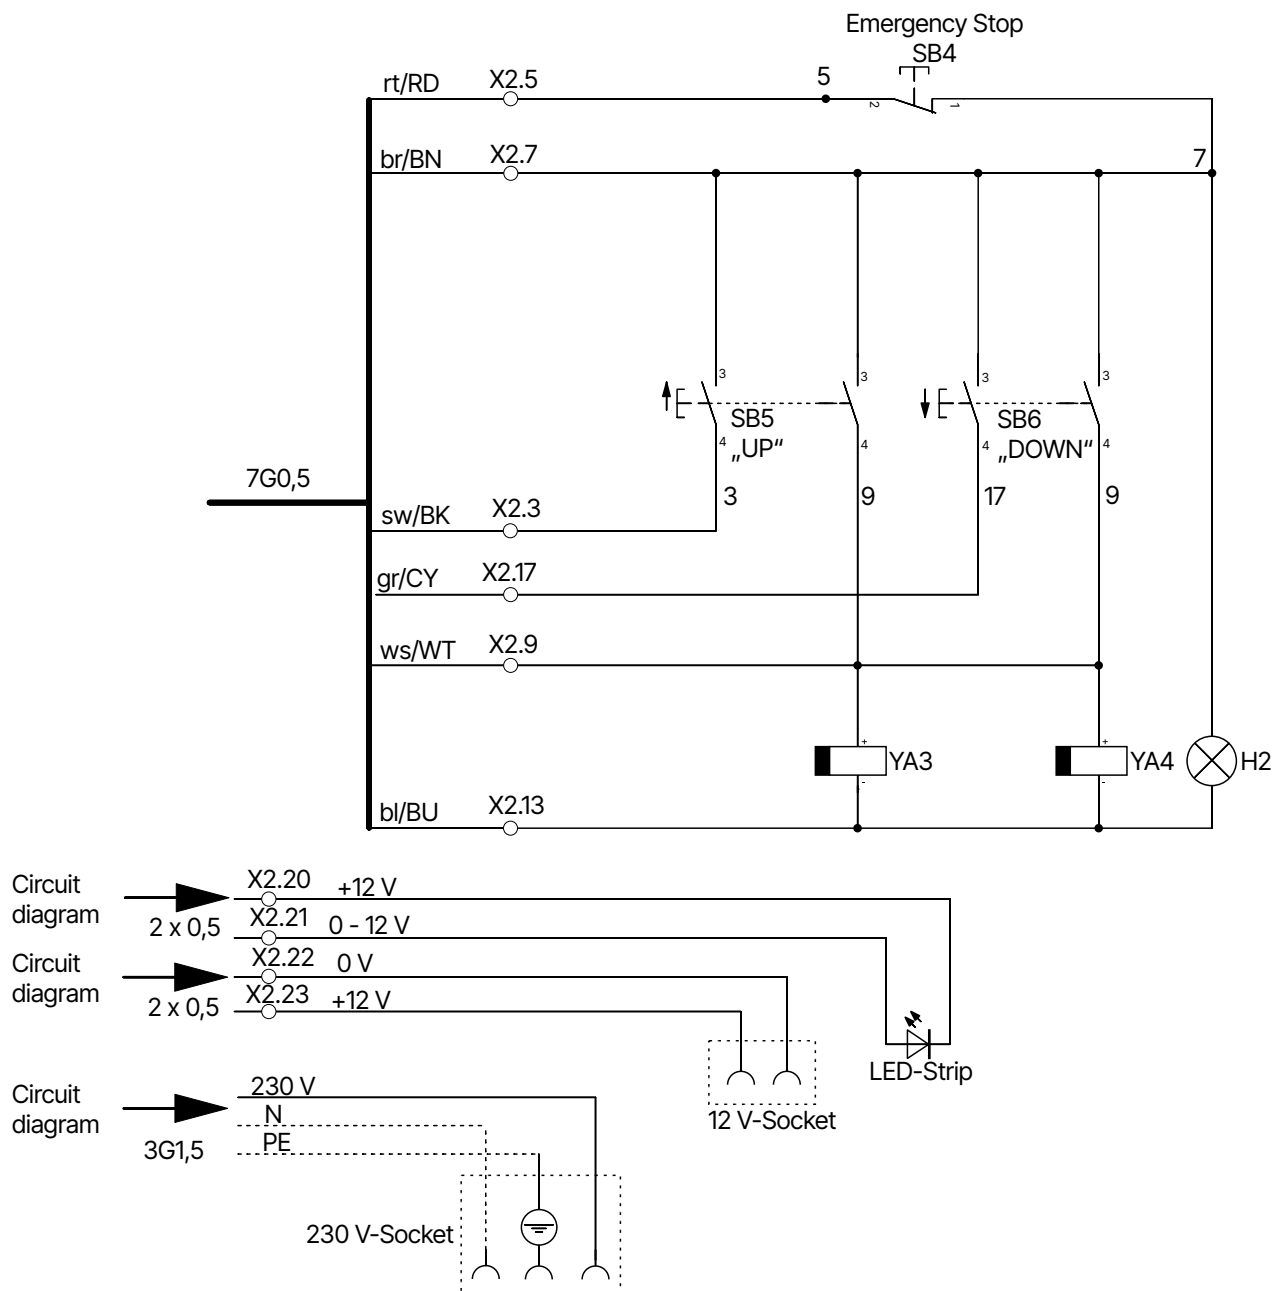 Emergency Stop
SB4
rt/RD
X2.5
5
2
1
br/BN
X2.7
7
3
3
3
3
SB5
„UP“
SB6
„DOWN“
4
4
4
4
7G0,5
3
9
17
9
sw/BK
X2.3
gr/CY
X2.17
ws/WT
X2.9
+
+
YA3
YA4
H2
-
-
bl/BU
X2.13
Circuit
diagram
X2.20
+12 V
2 x 0,5
X2.21
0 - 12 V
Circuit
diagram
X2.22
0 V
2 x 0,5
X2.23
+12 V
LED-Strip
12 V-Socket
Circuit
diagram
230 V
N
PE
3G1,5
230 V-Socket